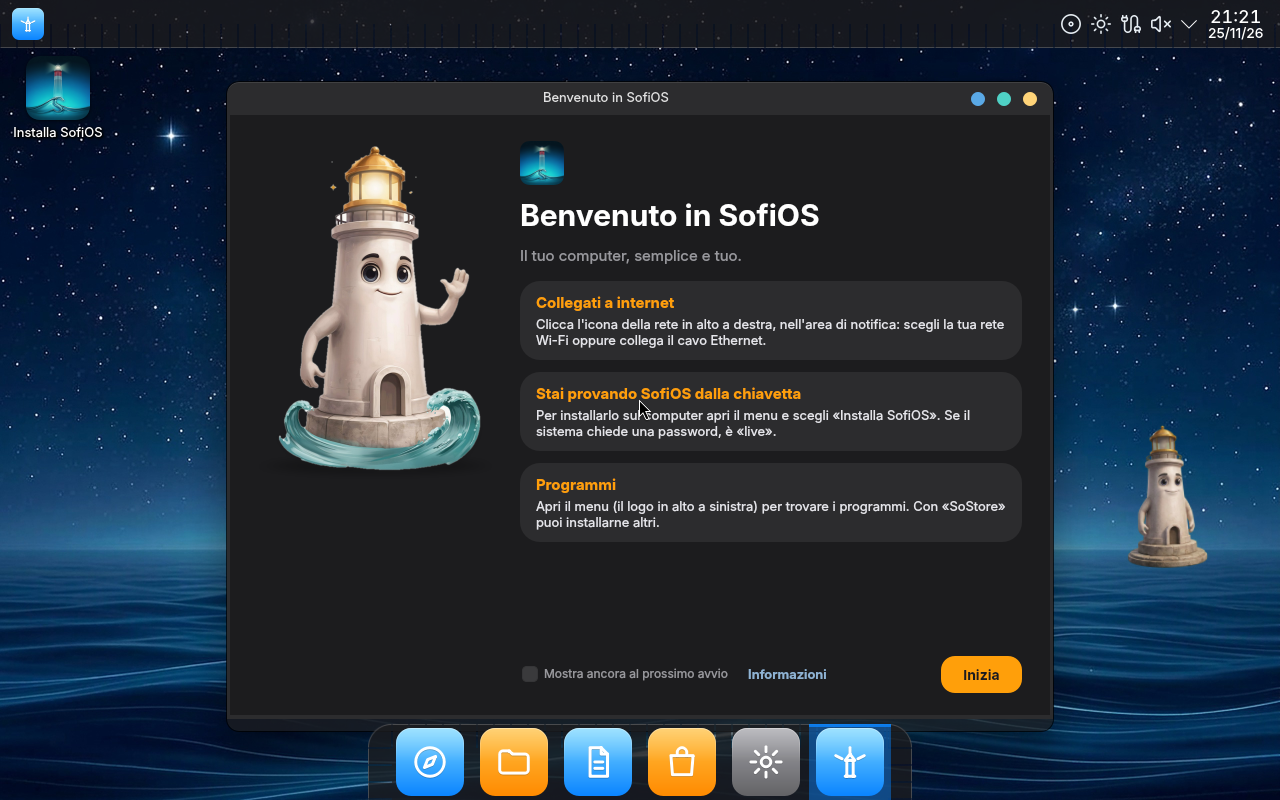 21:21
25/11/26
Installa SofiOS
Benvenuto in SofiOS
Benvenuto in SofiOS
Il tuo computer, semplice e tuo.
Collegati a internet
Clicca l'icona della rete in alto a destra, nell'area di notifica: scegli la tua rete
Wi-Fi oppure collega il cavo Ethernet.
Stai provando SofiOS dalla chiavetta
Per installarlo sul computer apri il menu e scegli «Installa SofiOS». Se il
sistema chiede una password, è «live».
Programmi
Apri il menu (il logo in alto a sinistra) per trovare i programmi. Con «SoStore»
puoi installarne altri.
Mostra ancora al prossimo avvio
Informazioni
Inizia